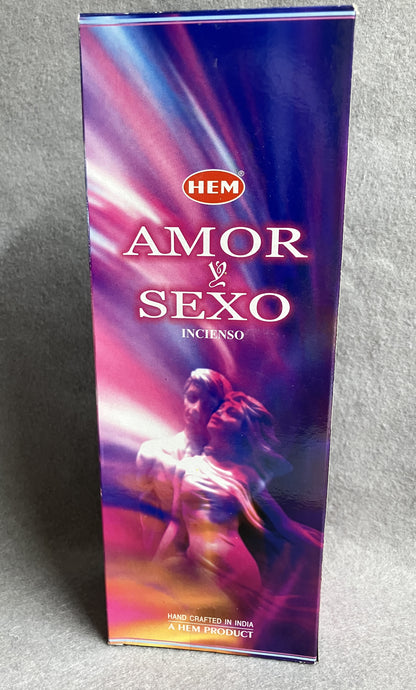 HEM®
AMOR
y
SEXO
INCIENSO
HAND CRAFTED IN INDIA
A HEM PRODUCT